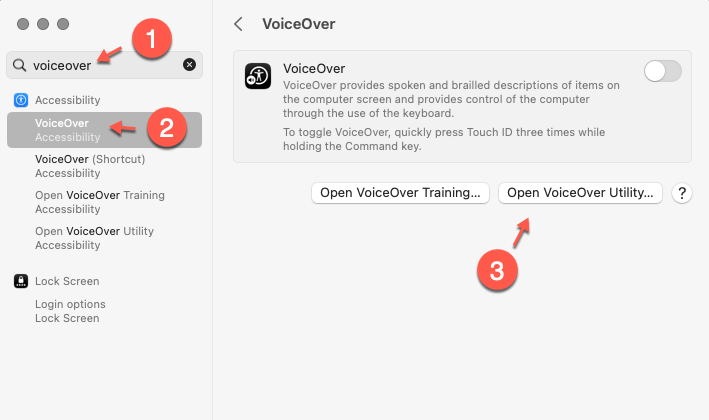 VoiceOver
1
voiceover
Accessibility
VoiceOver
Accessibility
2
VoiceOver (Shortcut)
Accessibility
Open VoiceOver Training
Accessibility
Open VoiceOver Utility
Accessibility
Lock Screen
Login options
Lock Screen
VoiceOver
VoiceOver provides spoken and brailled descriptions of items on
the computer screen and provides control of the computer
through the use of the keyboard.
To toggle VoiceOver, quickly press Touch ID three times while
holding the Command key.
Open VoiceOver Training...
Open VoiceOver Utility...
?
3